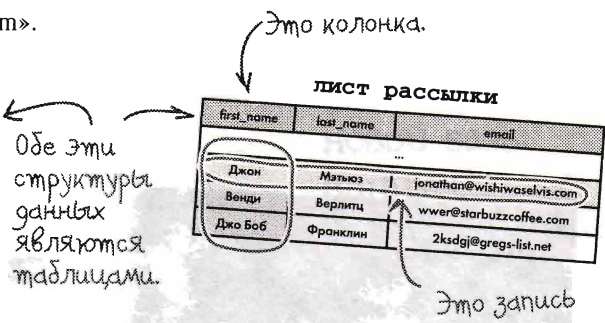 m».
Это колонка.
лист рассылки
first_name last_name email
...
Джон Мэтьюз jonathan@wishiwaselvis.com
Венди Верлитц wwer@starbuzzcoffee.com
Джо Боб Франклин 2ksdgj@gregs-list.net
Обе эти
структуры
данных
являются
таблицами.
Это запись